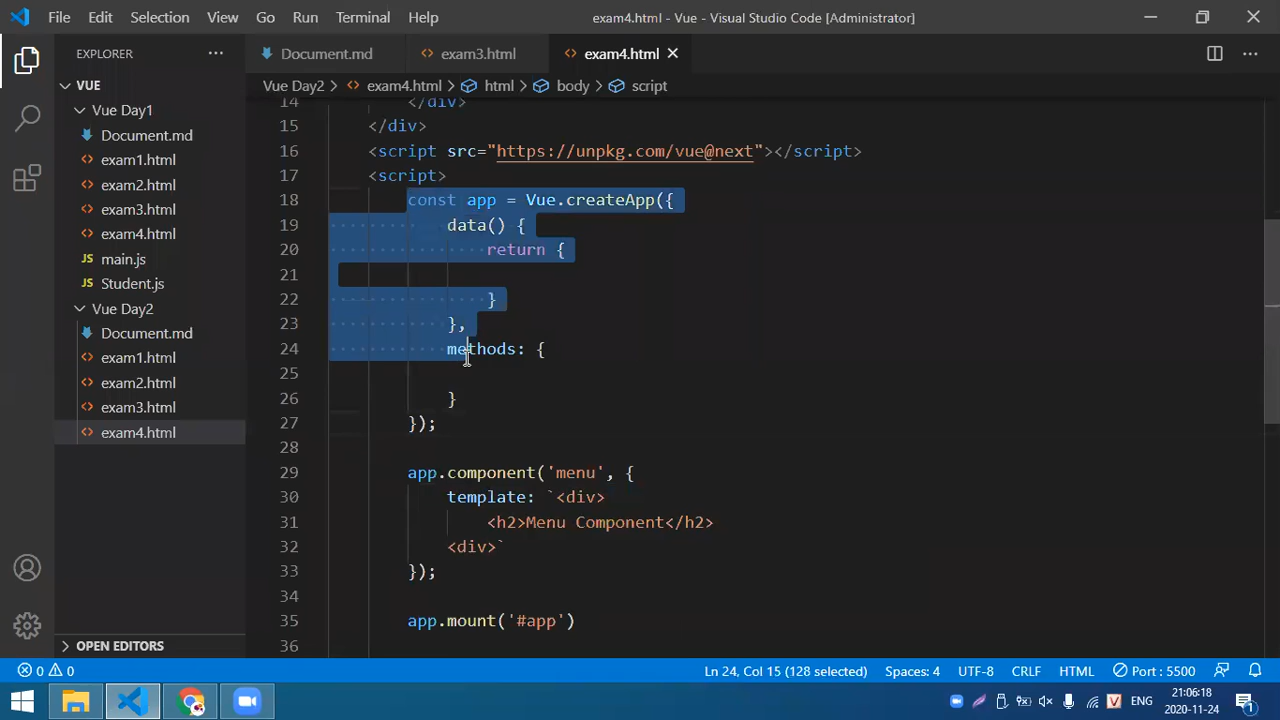 File Edit Selection View Go Run Terminal Help exam4.html - Vue - Visual Studio Code [Administrator]
EXPLORER ··· Document.md exam3.html exam4.html ···
VUE Vue Day2 > exam4.html > html > body > script
Vue Day1
Document.md
exam1.html
exam2.html
exam3.html
exam4.html
main.js
Student.js
Vue Day2
Document.md
exam1.html
exam2.html
exam3.html
exam4.html
OPEN EDITORS
14 </div>
15 </div>
16 <script src="https://unpkg.com/vue@next"></script>
17 <script>
18 const app = Vue.createApp({
19 data() {
20 return {
21
22 }
23 },
24 methods: {
25
26 }
27 });
28
29 app.component('menu', {
30 template: `<div>
31 <h2>Menu Component</h2>
32 <div>`
33 });
34
35 app.mount('#app')
36
0 0 Ln 24, Col 15 (128 selected) Spaces: 4 UTF-8 CRLF HTML Port : 5500
V ENG 21:06:18
2020-11-24 1